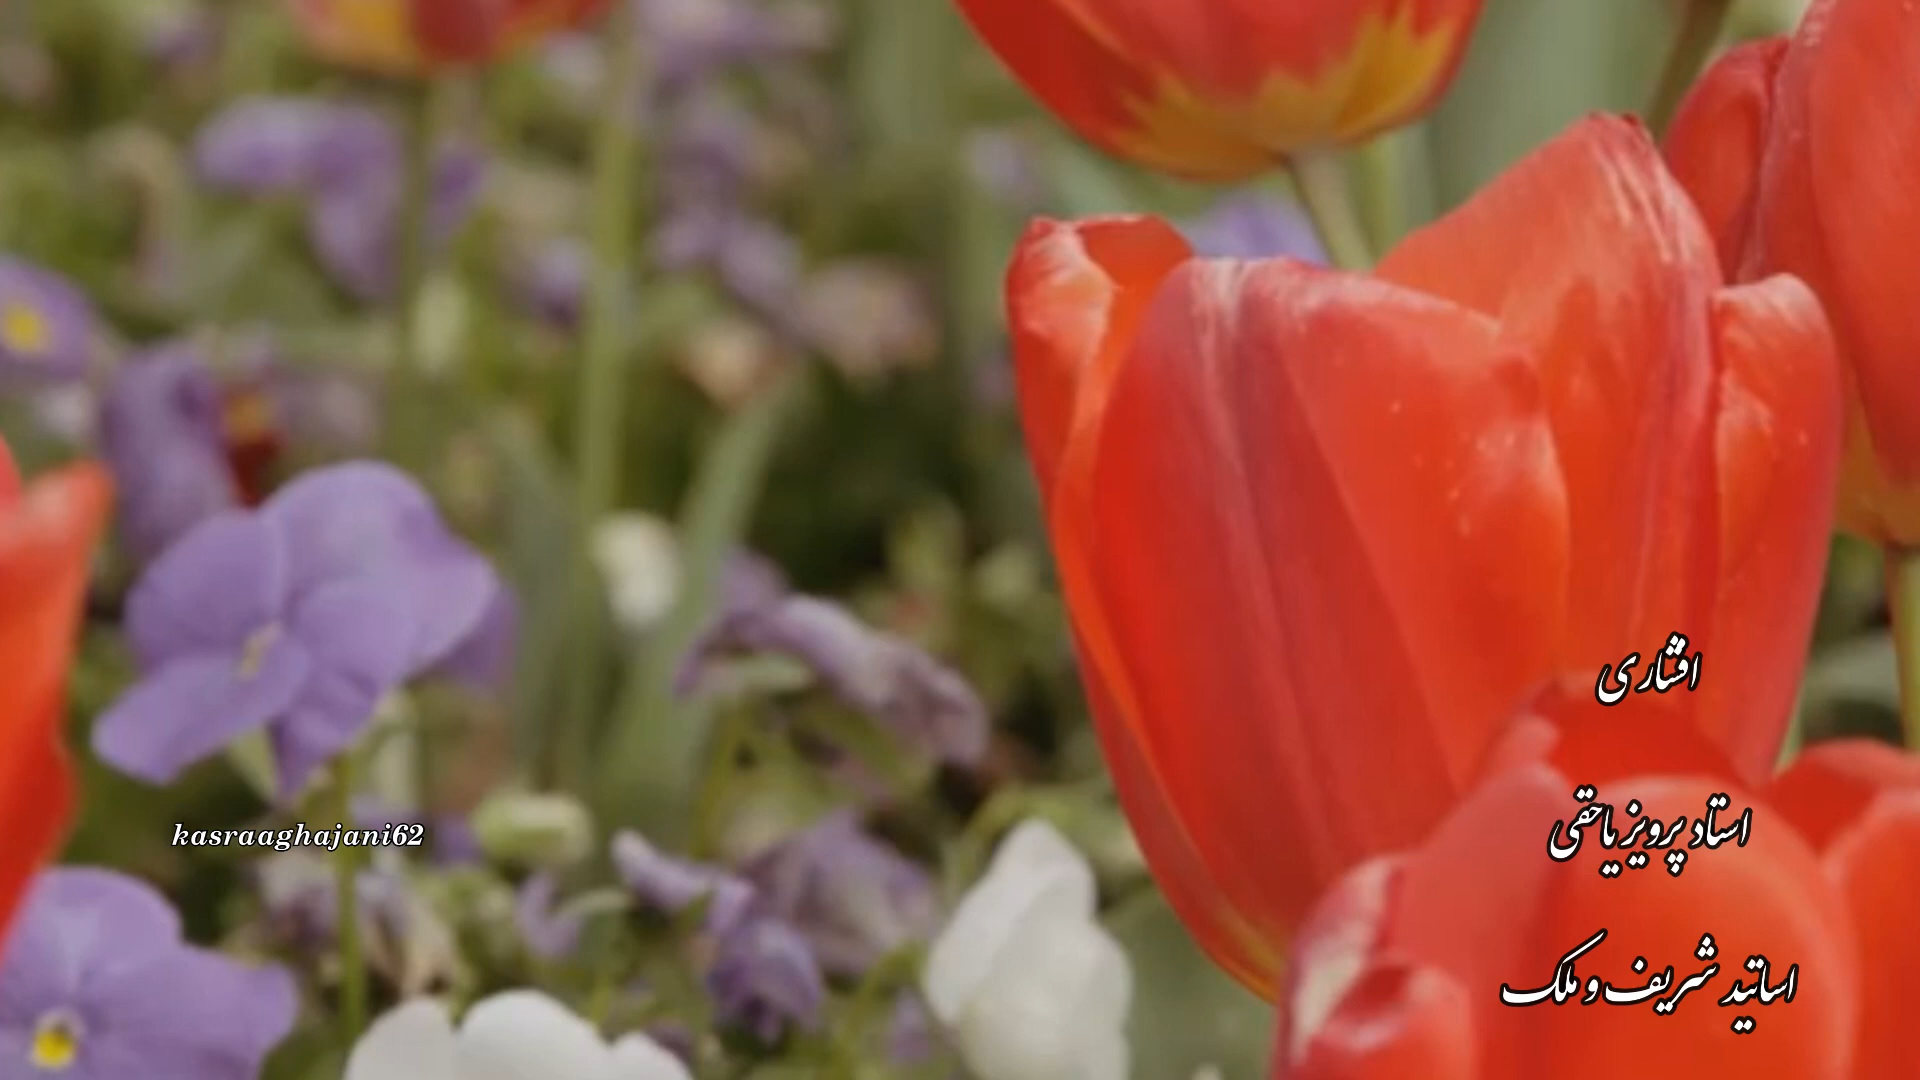 افشاری
استاد پرویز یاحقی
kasraaghajani62
اساتید شریف و ملک